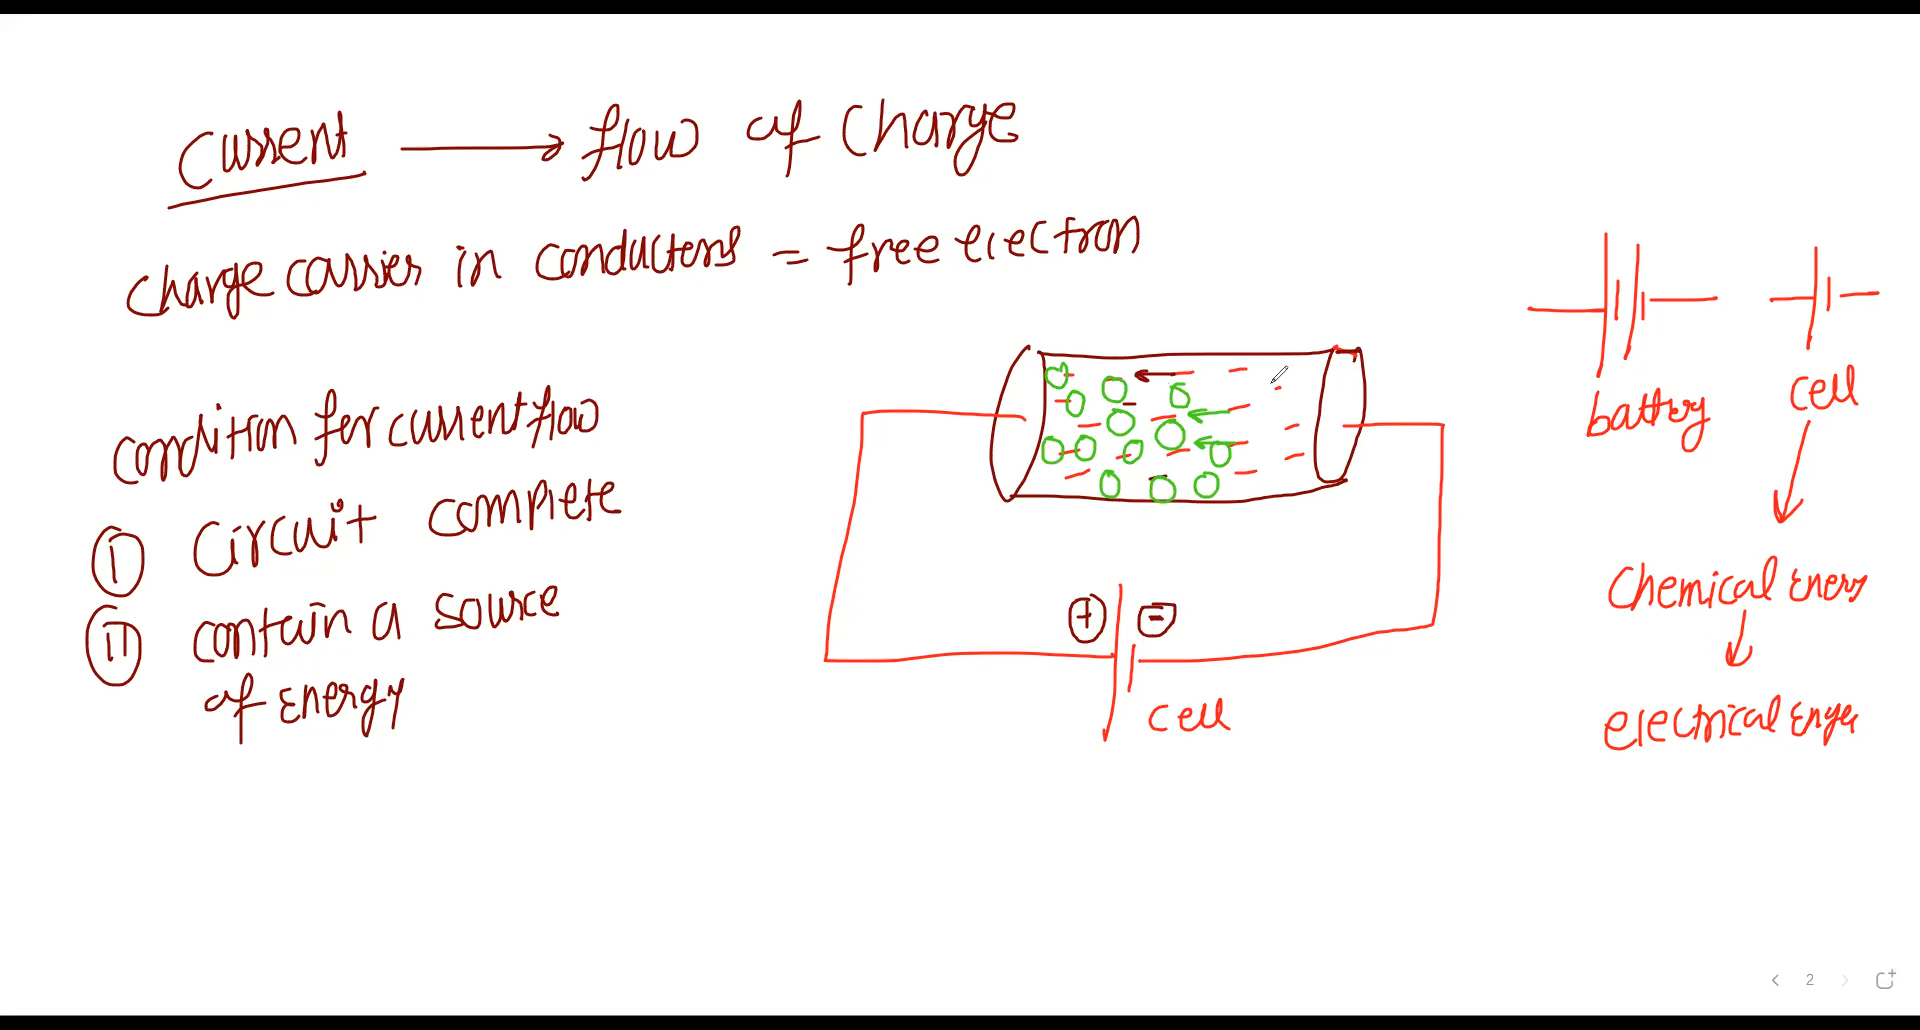 Current → flow of charge
charge carrier in conductors = free electron
condition for current flow
I circuit complete
II contain a source
of energy
+ -
cell
battery
cell
Chemical energy
electrical
2